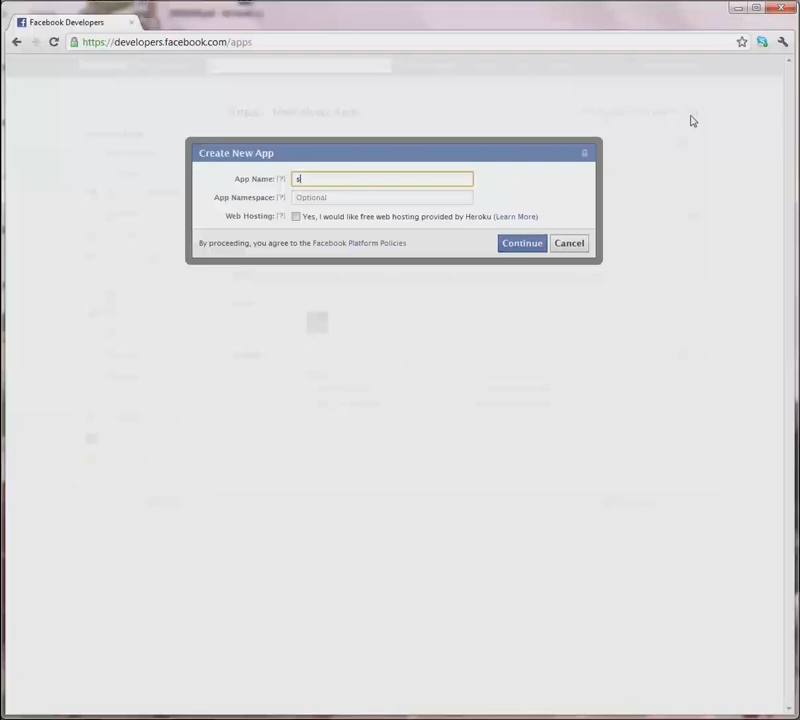 Facebook Developers
https://developers.facebook.com/apps
Create New App
App Name: [?] s
App Namespace: [?] Optional
Web Hosting: [?] Yes, I would like free web hosting provided by Heroku (Learn More)
By proceeding, you agree to the Facebook Platform Policies
Continue Cancel